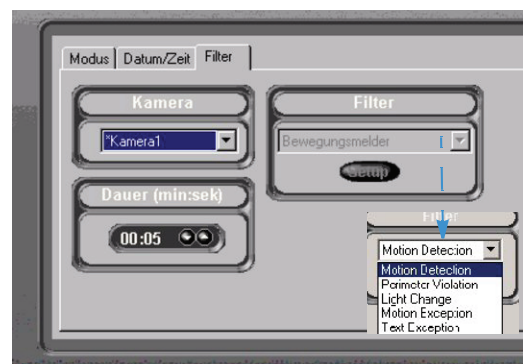 Modus Datum/Zeit Filter
Kamera
*Kamera1
Filter
Bewegungsmelder
Setup
Dauer (min:sek)
00:05
Filter
Motion Detection
Motion Detection
Perimeter Violation
Light Change
Motion Exception
Text Exception